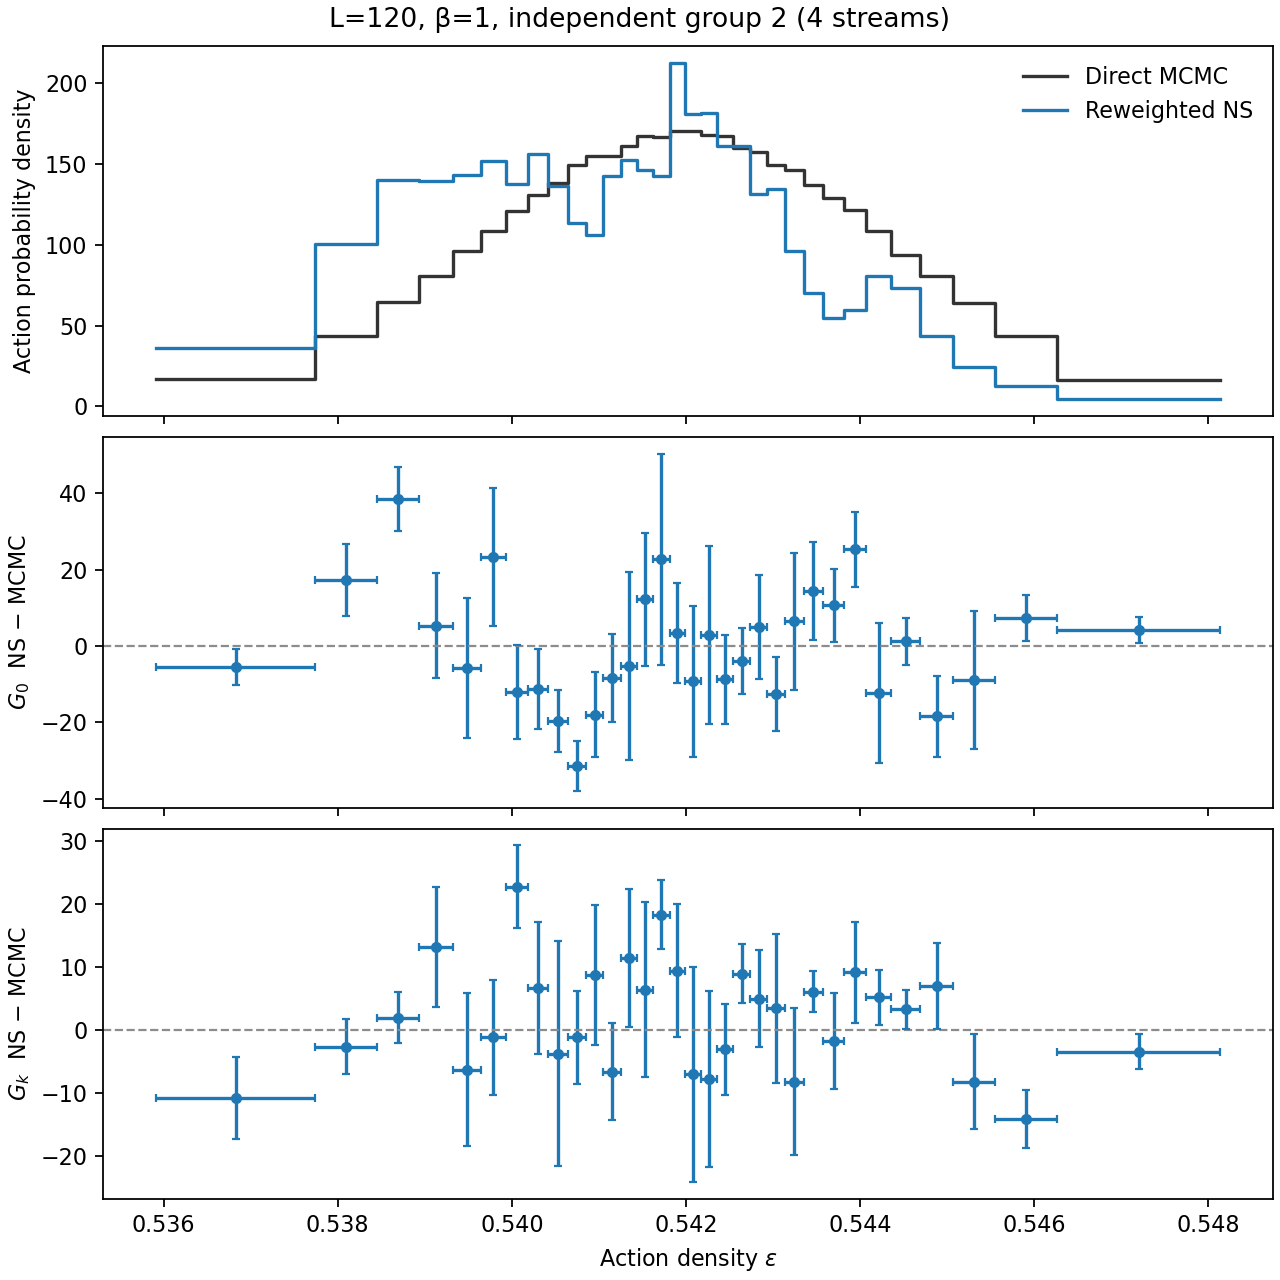 L=120, β=1, independent group 2 (4 streams)
Action probability density
200
150
100
50
0
Direct MCMC
Reweighted NS
G₀ NS − MCMC
40
20
0
−20
−40
Gₖ NS − MCMC
30
20
10
0
−10
−20
0.536 0.538 0.540 0.542 0.544 0.546 0.548
Action density ε